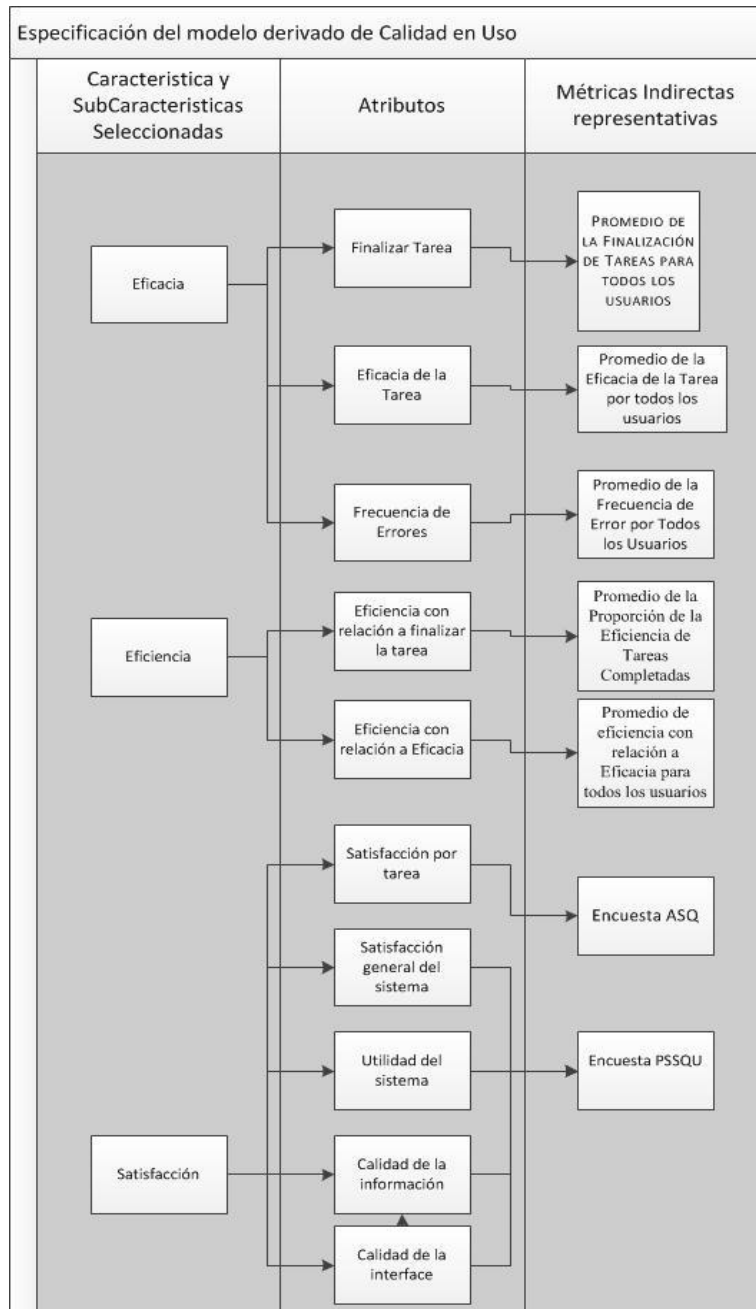 Especificación del modelo derivado de Calidad en Uso
Caracteristica y
SubCaracteristicas
Seleccionadas
Atributos
Métricas Indirectas
representativas
Eficacia
Finalizar Tarea
PROMEDIO DE
LA FINALIZACIÓN
DE TAREAS PARA
TODOS LOS
USUARIOS
Eficacia de la
Tarea
Promedio de la
Eficacia de la Tarea
por todos los
usuarios
Frecuencia de
Errores
Promedio de la
Frecuencia de
Error por Todos
los Usuarios
Eficiencia
Eficiencia con
relación a finalizar
la tarea
Promedio de la
Proporción de la
Eficiencia de
Tareas
Completadas
Eficiencia con
relación a Eficacia
Promedio de
eficiencia con
relación a
Eficacia para
todos los usuarios
Satisfacción por
tarea
Encuesta ASQ
Satisfacción
general del
sistema
Utilidad del
sistema
Encuesta PSSQU
Satisfacción
Calidad de la
información
Calidad de la
interface